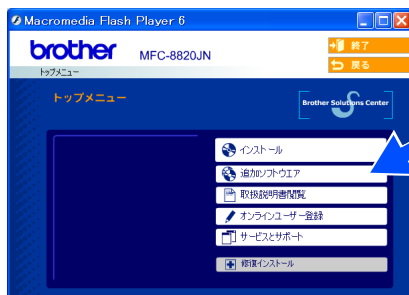 Macromedia Flash Player 6
brother
MFC-8820JN
終了
戻る
トップメニュー
トップメニュー
Brother Solutions Center
インストール
追加ソフトウエア
取扱説明書閲覧
オンラインユーザー登録
サービスとサポート
修復インストール